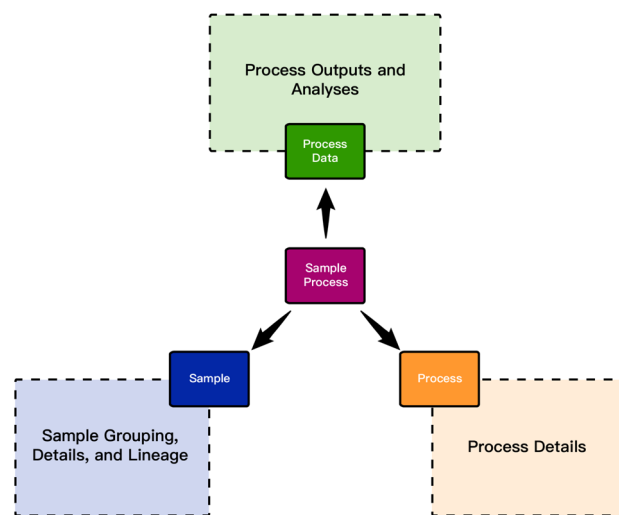 Process Outputs and
Analyses
Process
Data
Sample
Process
Sample
Process
Sample Grouping,
Details, and Lineage
Process Details